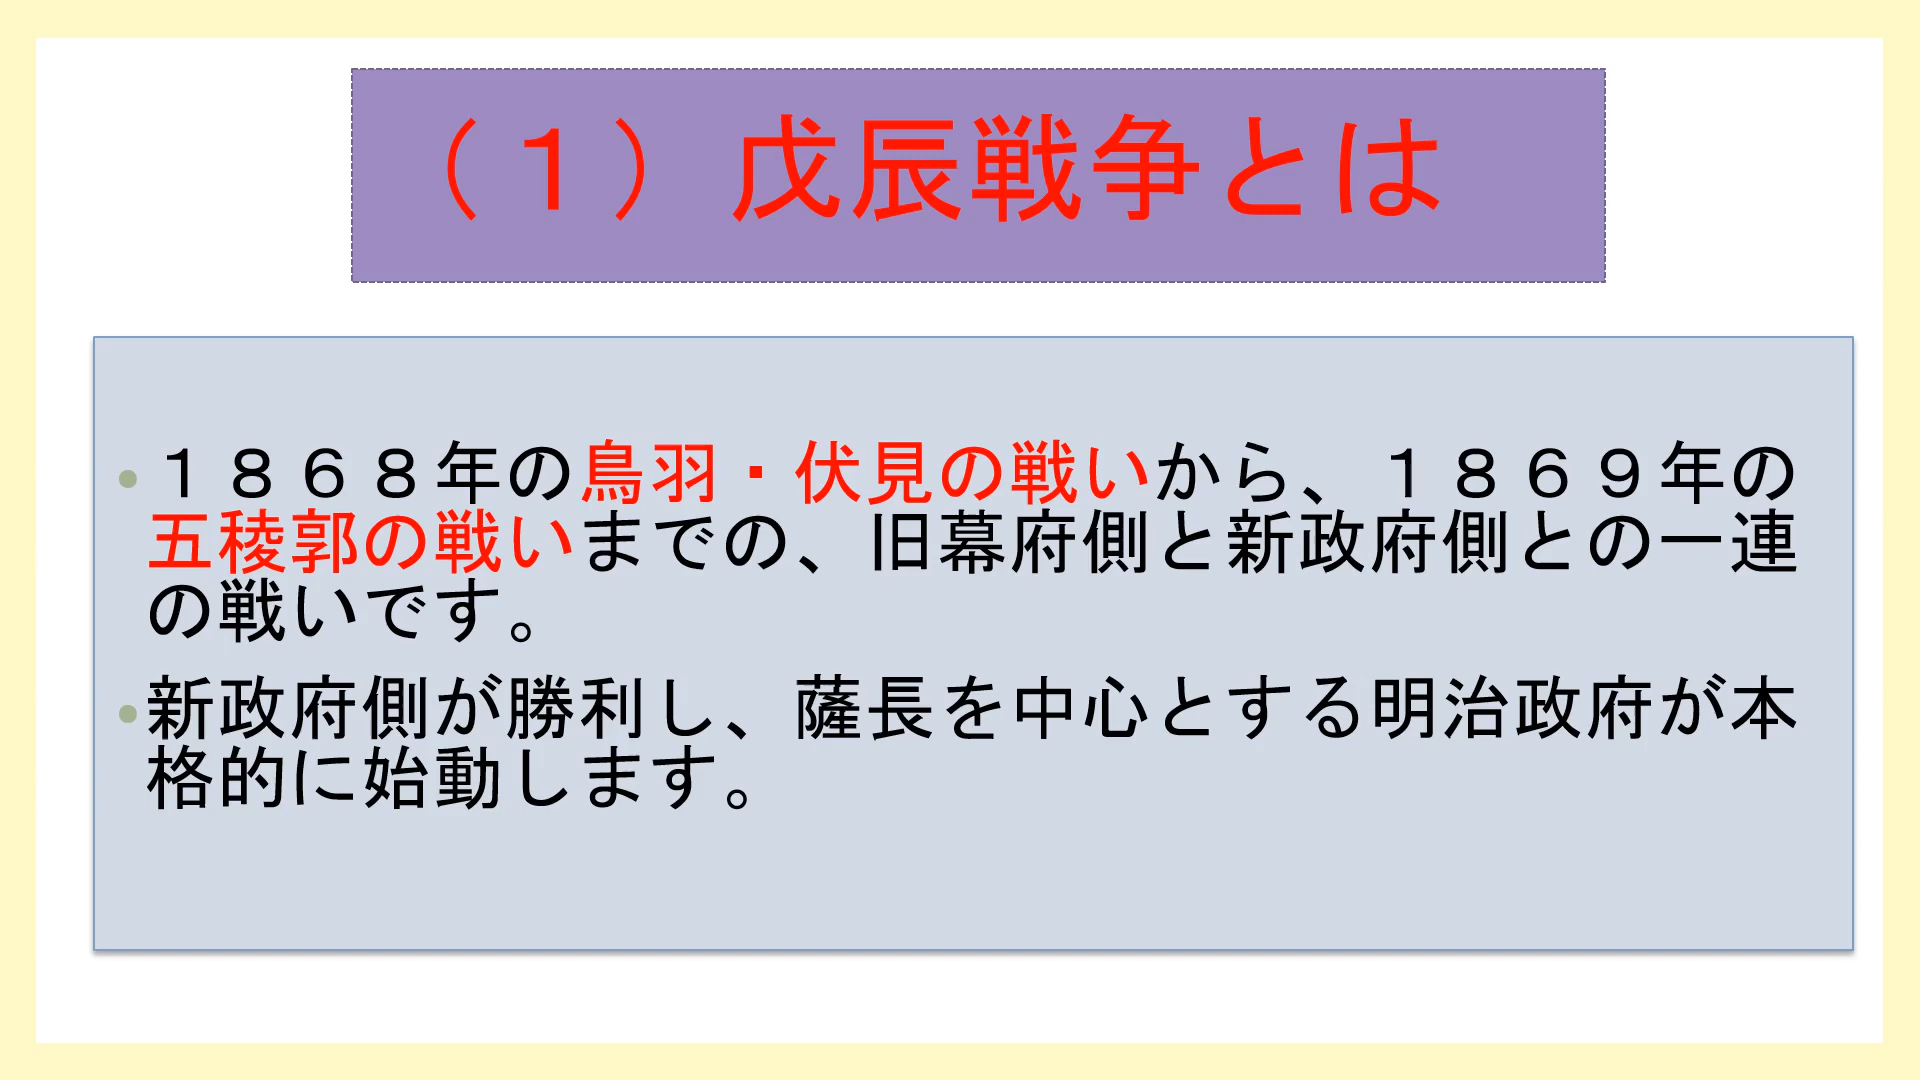 （１）戊辰戦争とは
•１８６８年の鳥羽・伏見の戦いから、１８６９年の
五稜郭の戦いまでの、旧幕府側と新政府側との一連
の戦いです。
•新政府側が勝利し、薩長を中心とする明治政府が本
格的に始動します。